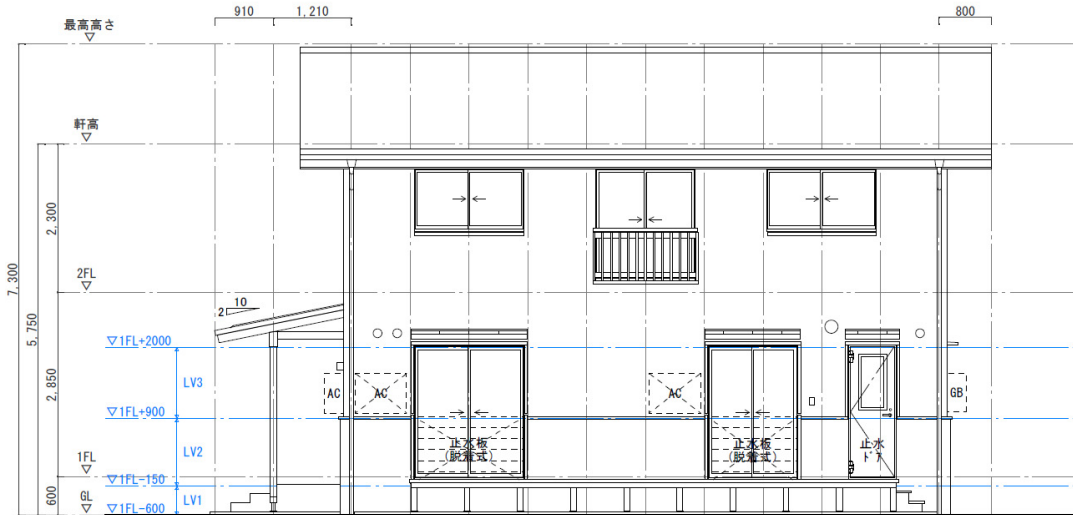 910
1,210
800
最高高さ
軒高
2,300
7,300
2FL
10
2
5,750
▽1FL+2000
2,850
LV3
AC
AC
AC
GB
▽1FL+900
LV2
止水板
(脱着式)
止水板
(脱着式)
止水
ドア
1FL
▽1FL-150
600
LV1
GL
▽1FL-600